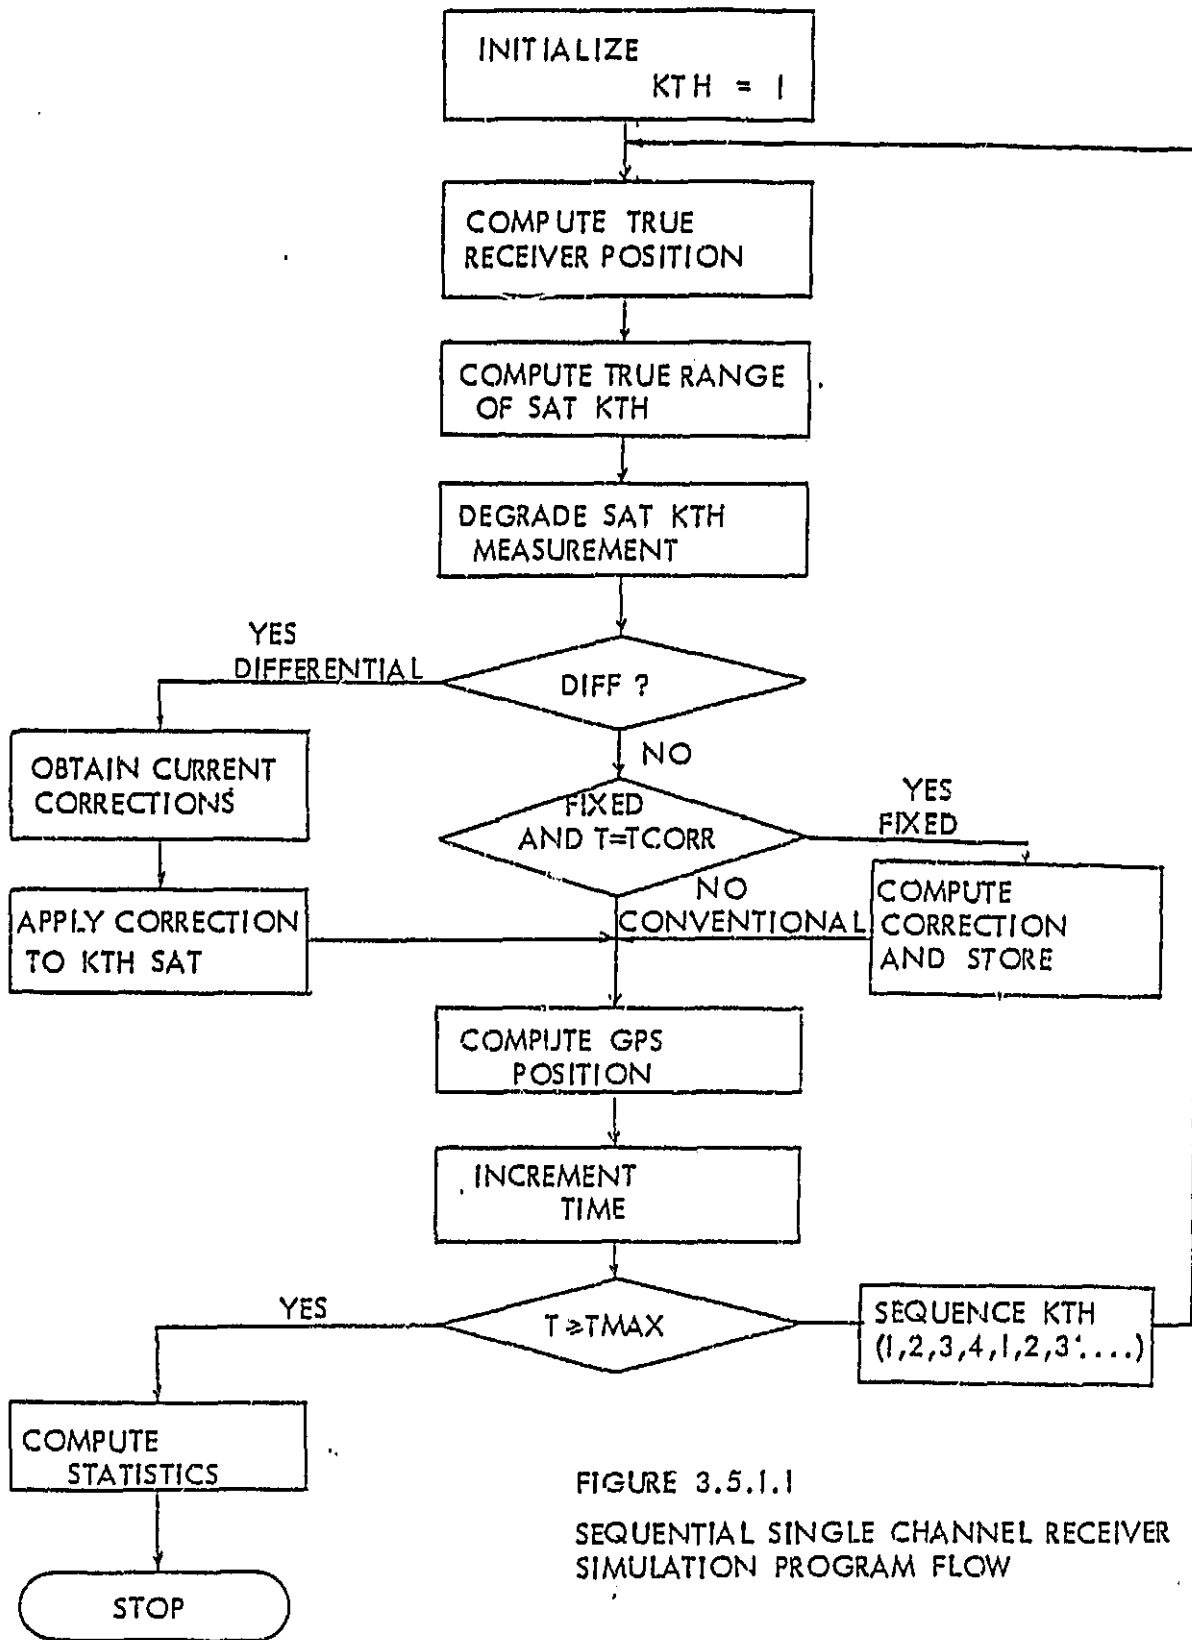 INITIALIZE
KTH = 1
COMPUTE TRUE
RECEIVER POSITION
COMPUTE TRUE RANGE
OF SAT KTH
DEGRADE SAT KTH
MEASUREMENT
YES
DIFFERENTIAL
DIFF ?
NO
OBTAIN CURRENT
CORRECTIONS
FIXED
AND T=TCORR
YES
FIXED
APPLY CORRECTION
TO KTH SAT
NO
CONVENTIONAL
COMPUTE
CORRECTION
AND STORE
COMPUTE GPS
POSITION
INCREMENT
TIME
YES
T ≥ TMAX
SEQUENCE KTH
(1,2,3,4,1,2,3....)
COMPUTE
STATISTICS
STOP
FIGURE 3.5.1.1
SEQUENTIAL SINGLE CHANNEL RECEIVER
SIMULATION PROGRAM FLOW